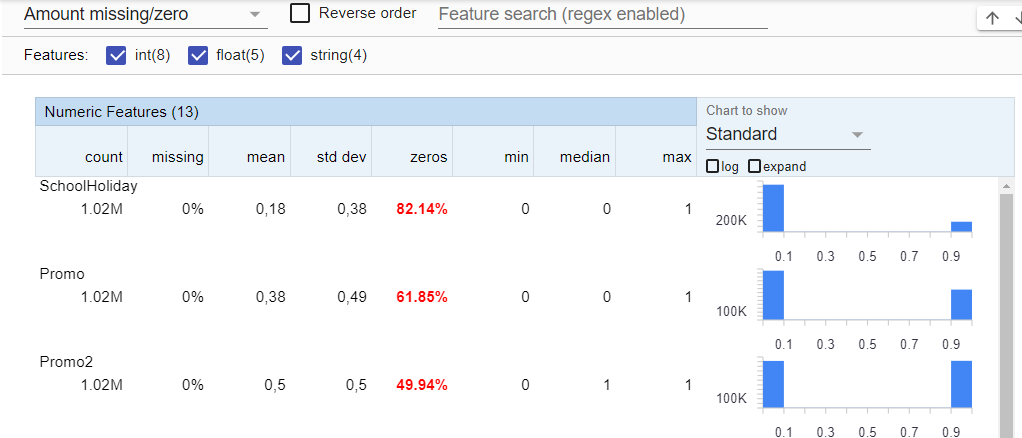 Amount missing/zero Reverse order Feature search (regex enabled)
Features: int(8) float(5) string(4)
Numeric Features (13) Chart to show
Standard
count missing mean std dev zeros min median max log expand
SchoolHoliday
1.02M 0% 0,18 0,38 82.14% 0 0 1 200K
0.1 0.3 0.5 0.7 0.9
Promo
1.02M 0% 0,38 0,49 61.85% 0 0 1 100K
0.1 0.3 0.5 0.7 0.9
Promo2
1.02M 0% 0,5 0,5 49.94% 0 1 1 100K
0.1 0.3 0.5 0.7 0.9